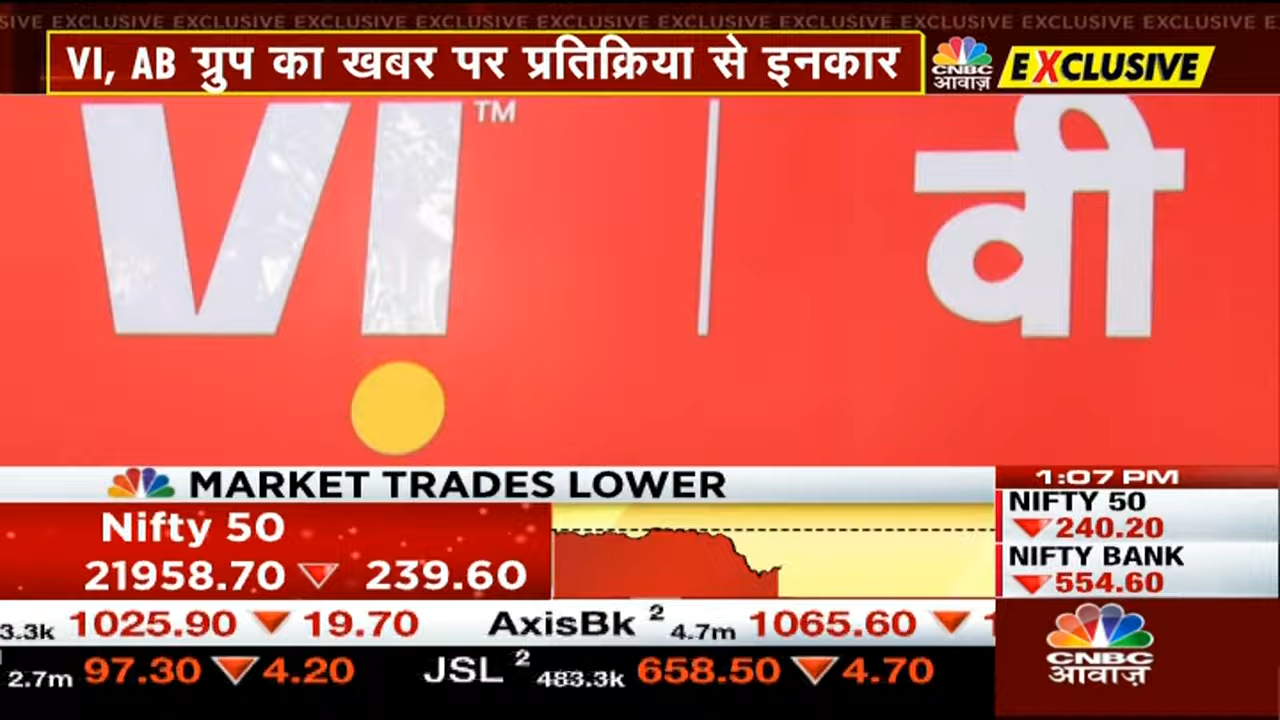 EXCLUSIVE EXCLUSIVE EXCLUSIVE EXCLUSIVE EXCLUSIVE EXCLUSIVE EXCLUSIVE
VI, AB ग्रुप का खबर पर प्रतिक्रिया से इनकार
CNBC
आवाज़
EXCLUSIVE
VI TM
वी
MARKET TRADES LOWER
1:07 PM
Nifty 50
21958.70 239.60
NIFTY 50
240.20
NIFTY BANK
554.60
3.3k 1025.90 19.70 AxisBk 2 4.7m 1065.60
2.7m 97.30 4.20 JSL 2 483.3k 658.50 4.70
CNBC
आवाज़